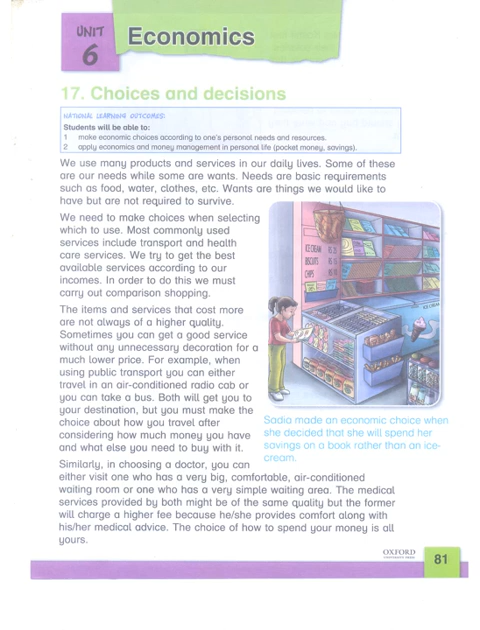 UNIT
6
Economics
17. Choices and decisions
NATIONAL LEARNING OUTCOMES:
Students will be able to:
1 make economic choices according to one's personal needs and resources.
2 apply economics and money management in personal life (pocket money, savings).
We use many products and services in our daily lives. Some of these
are our needs while some are wants. Needs are basic requirements
such as food, water, clothes, etc. Wants are things we would like to
have but are not required to survive.
We need to make choices when selecting
which to use. Most commonly used
services include transport and health
care services. We try to get the best
available services according to our
incomes. In order to do this we must
carry out comparison shopping.
The items and services that cost more
are not always of a higher quality.
Sometimes you can get a good service
without any unnecessary decoration for a
much lower price. For example, when
using public transport you can either
travel in an air-conditioned radio cab or
you can take a bus. Both will get you to
your destination, but you must make the
choice about how you travel after
considering how much money you have
and what else you need to buy with it.
ICE CREAM
BISCUITS
CHIPS
ICE CREAM
Sadia made an economic choice when
she decided that she will spend her
savings on a book rather than an ice-
cream.
Similarly, in choosing a doctor, you can
either visit one who has a very big, comfortable, air-conditioned
waiting room or one who has a very simple waiting area. The medical
services provided by both might be of the same quality but the former
will charge a higher fee because he/she provides comfort along with
his/her medical advice. The choice of how to spend your money is all
yours.
OXFORD
UNIVERSITY PRESS
81